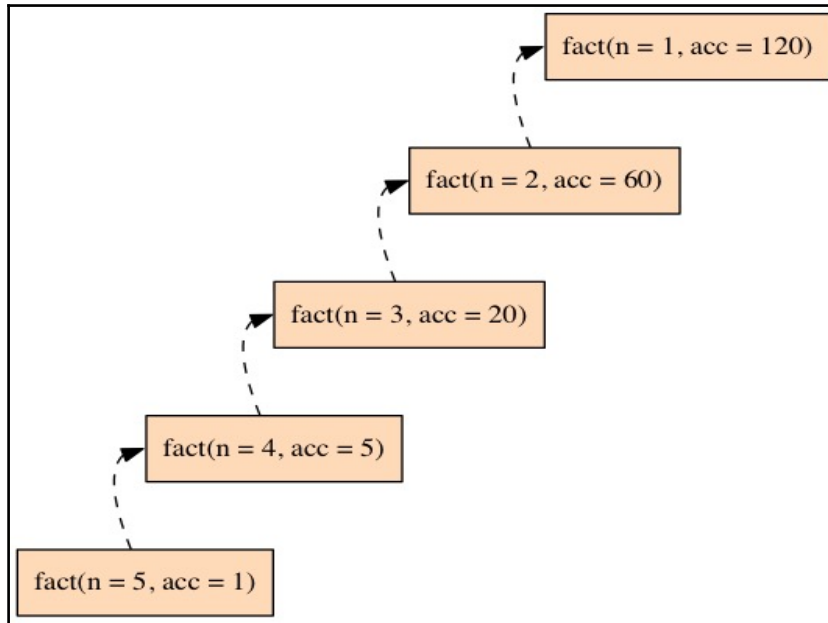 fact(n = 1, acc = 120)
fact(n = 2, acc = 60)
fact(n = 3, acc = 20)
fact(n = 4, acc = 5)
fact(n = 5, acc = 1)